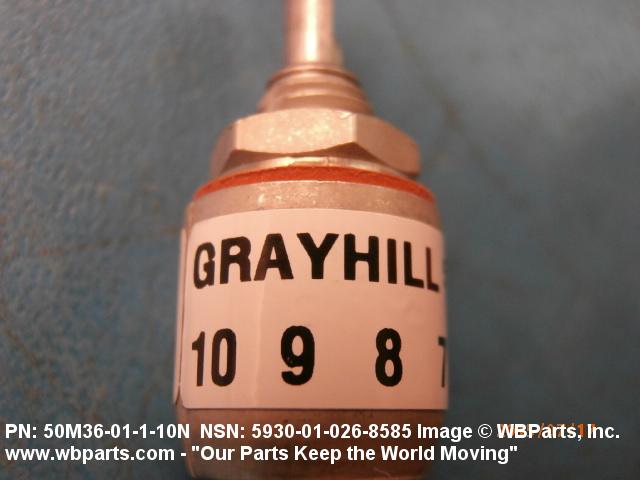 GRAYHILL
10 9 8 7
PN: 50M36-01-1-10N NSN: 5930-01-026-8585 Image © WBParts, Inc.
www.wbparts.com - "Our Parts Keep the World Moving"